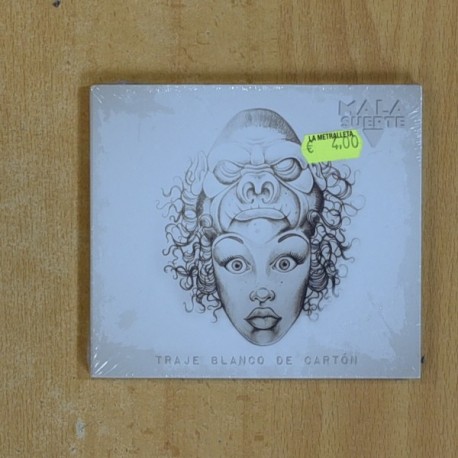 MALA
SUERTE
LA METRALLETA
€ 4,00
TRAJE BLANCO DE CARTÓN